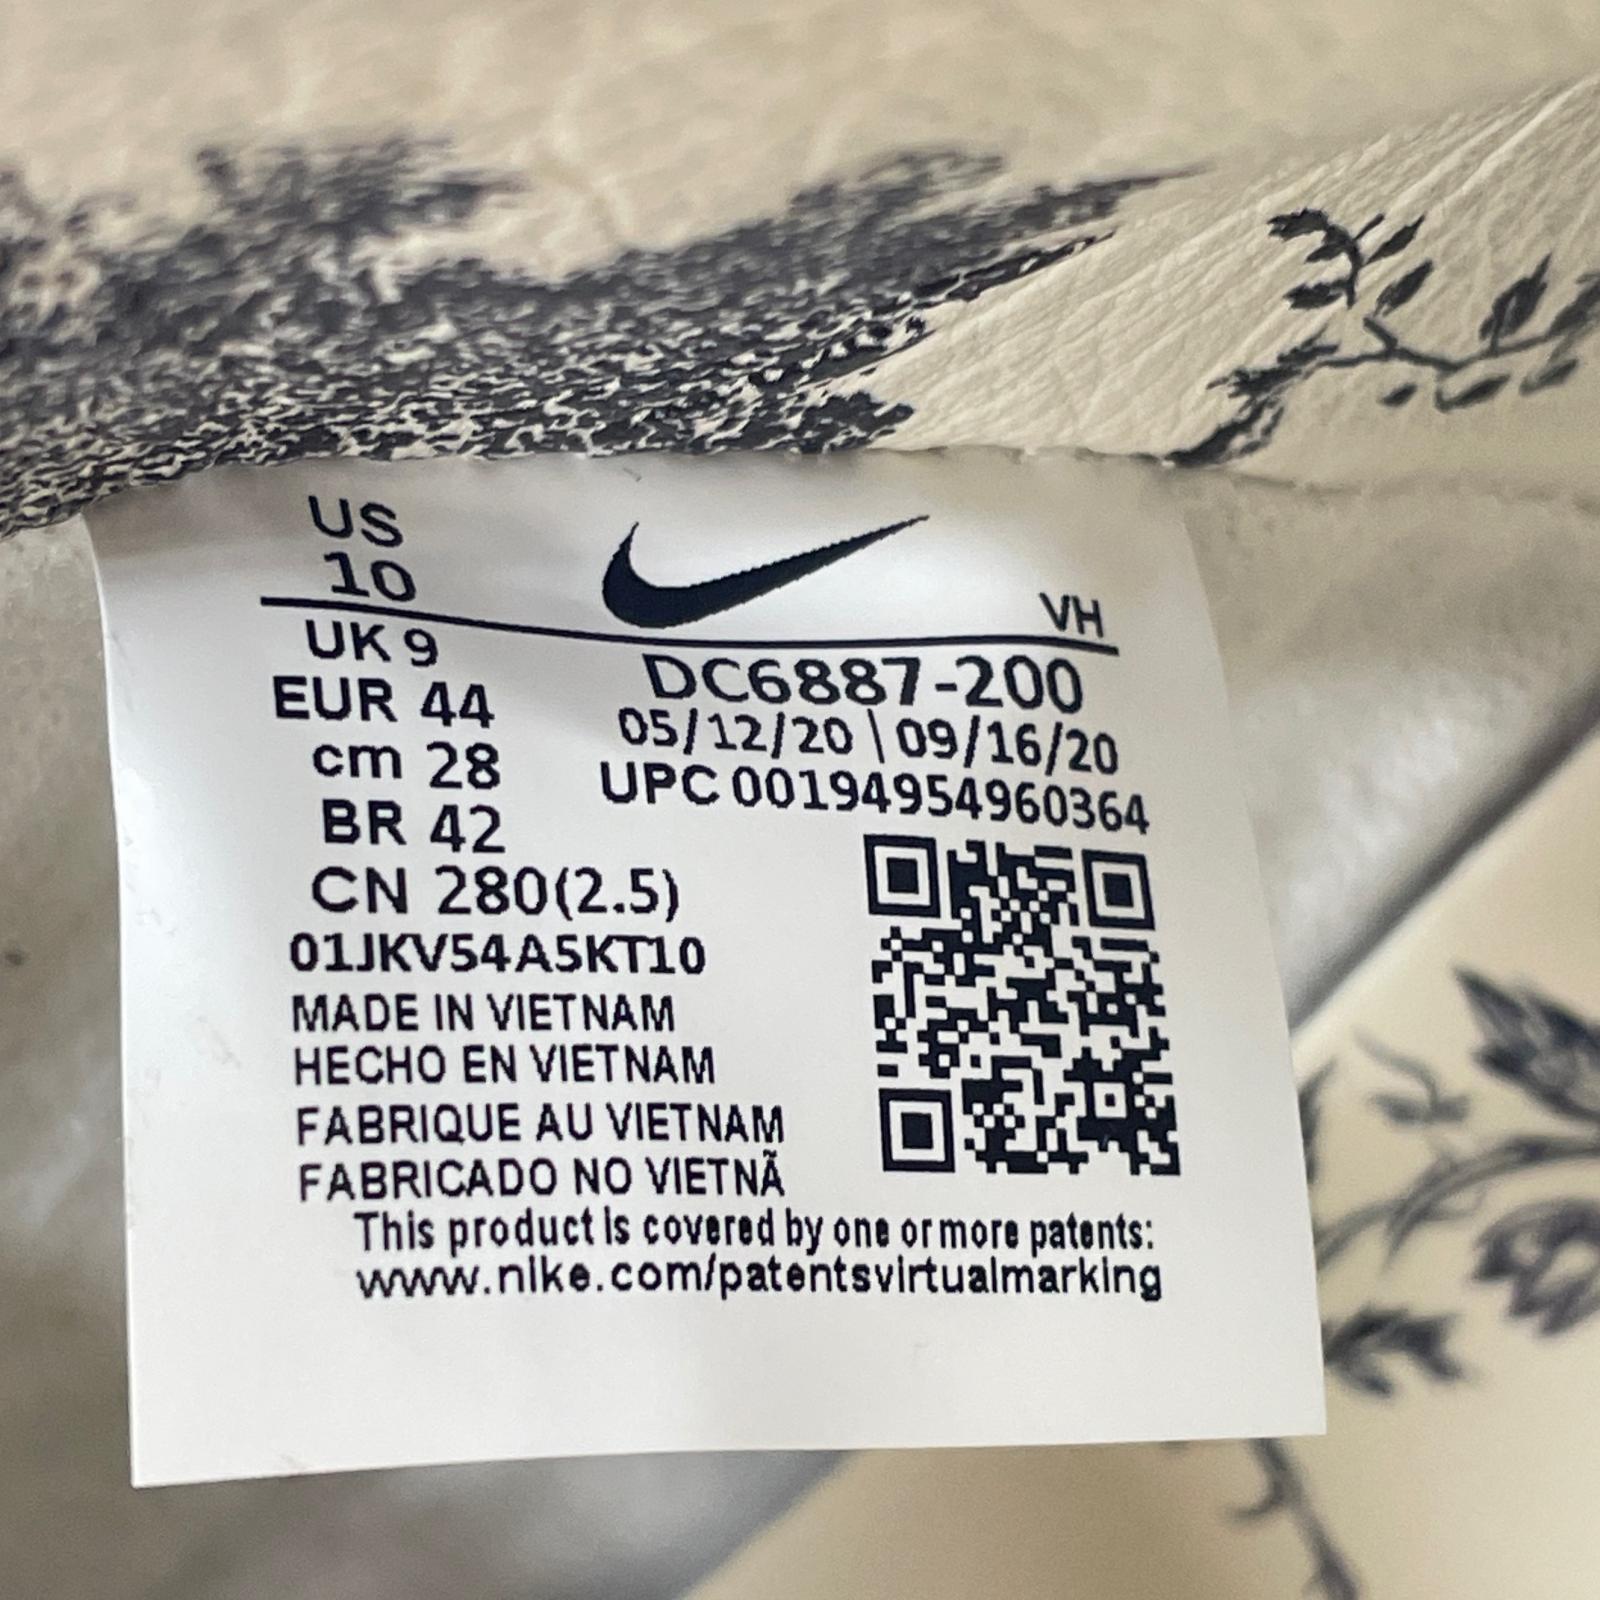 US
10
VH
UK 9
EUR 44
cm 28
BR 42
CN 280(2.5)
DC6887-200
05/12/20 \ 09/16/20
UPC 00194954960364
01JKV54A5KT10
MADE IN VIETNAM
HECHO EN VIETNAM
FABRIQUE AU VIETNAM
FABRICADO NO VIETNÃ
This product is covered by one or more patents:
www.nike.com/patentsvirtualmarking